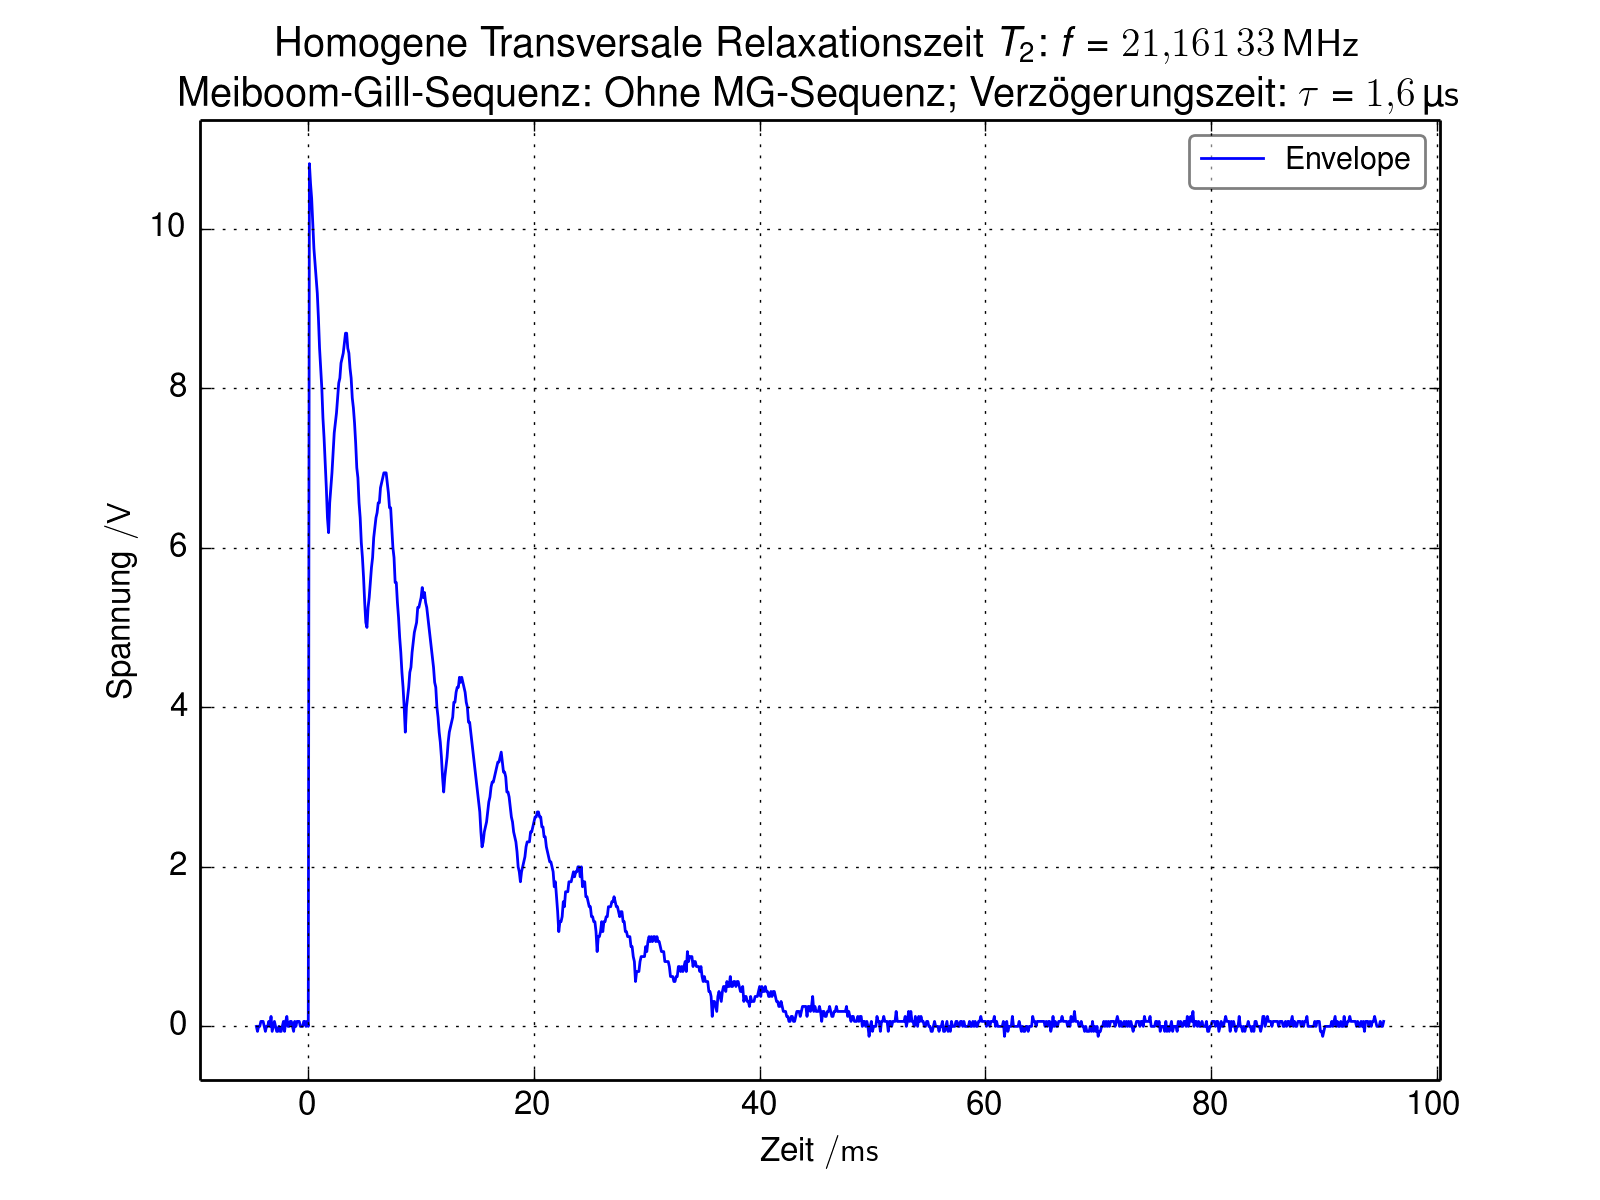 Homogene Transversale Relaxationszeit T₂: f = 21,161 33 MHz
Meiboom-Gill-Sequenz: Ohne MG-Sequenz; Verzögerungszeit: τ = 1,6 µs
Envelope
10
8
6
4
2
0
Spannung /V
0 20 40 60 80 100
Zeit /ms